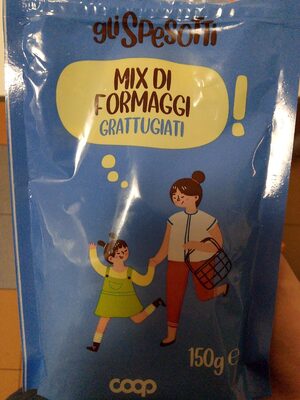 gli SPeSOTTI
MIX DI
FORMAGGI
GRATTUGIATI
!
150g e
coop